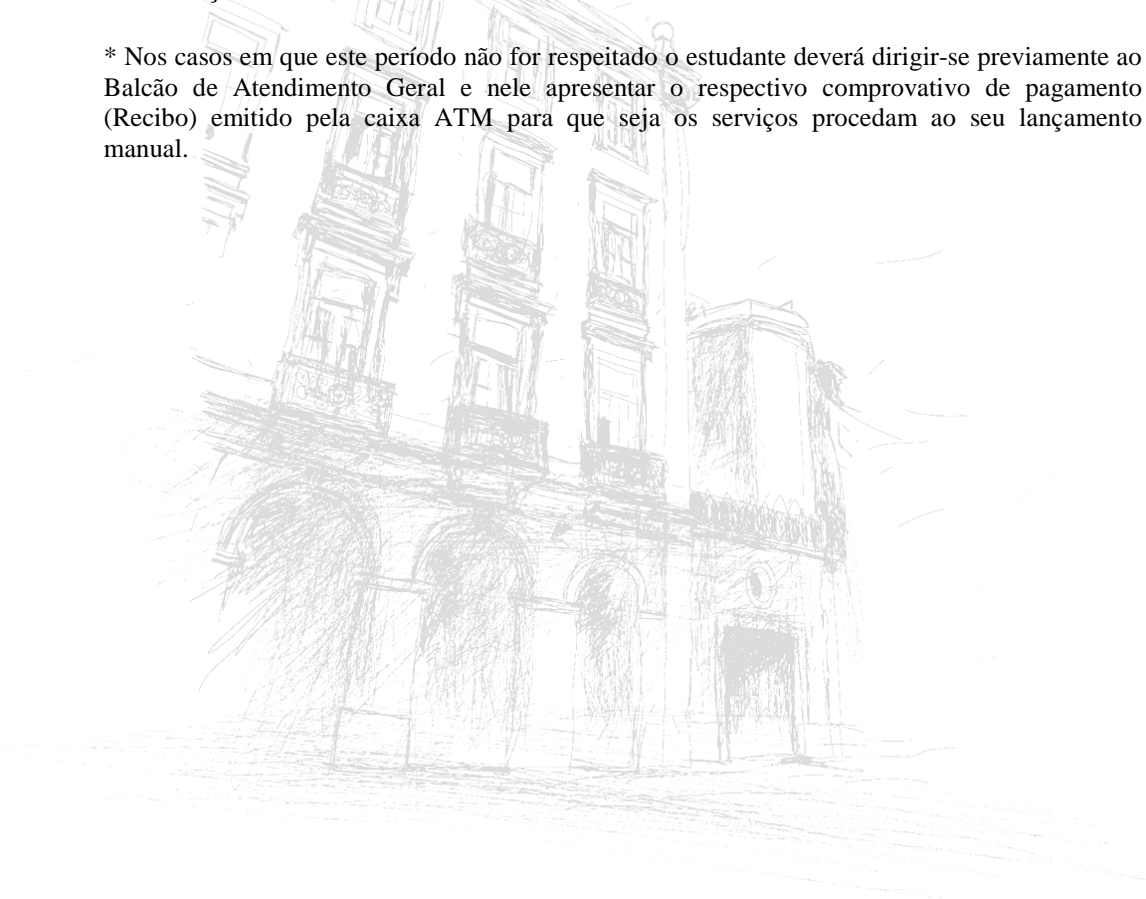 * Nos casos em que este período não for respeitado o estudante deverá dirigir-se previamente ao
Balcão de Atendimento Geral e nele apresentar o respectivo comprovativo de pagamento
(Recibo) emitido pela caixa ATM para que seja os serviços procedam ao seu lançamento
manual.